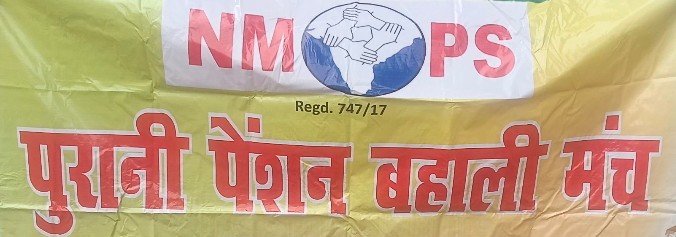 NM PS
Regd. 747/17
पुरानी पेंशन बहाली मंच